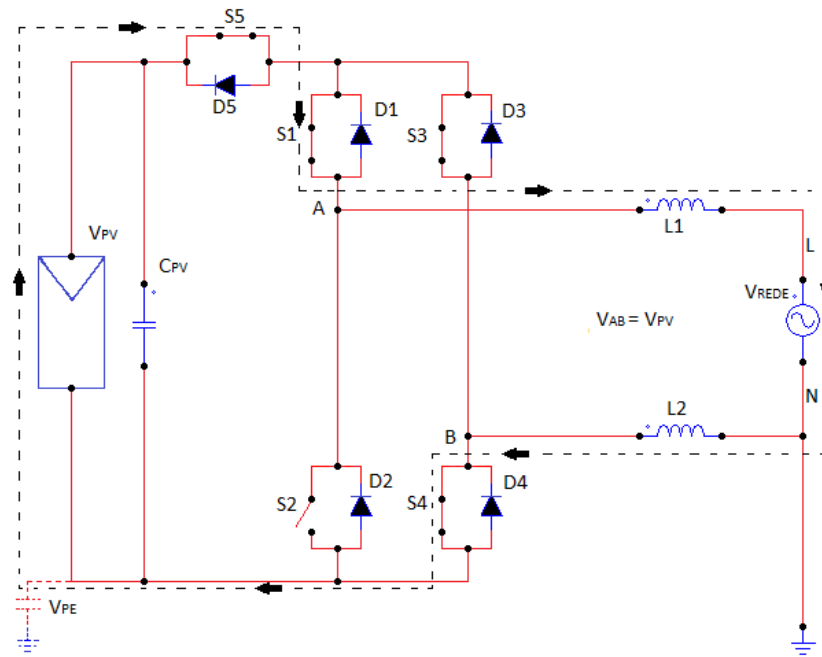 S5
D5
D1
D3
S1
S3
A
L1
L
VPV
CPV
VREDE
VAB = VPV
N
L2
B
D2
D4
S2
S4
VPE